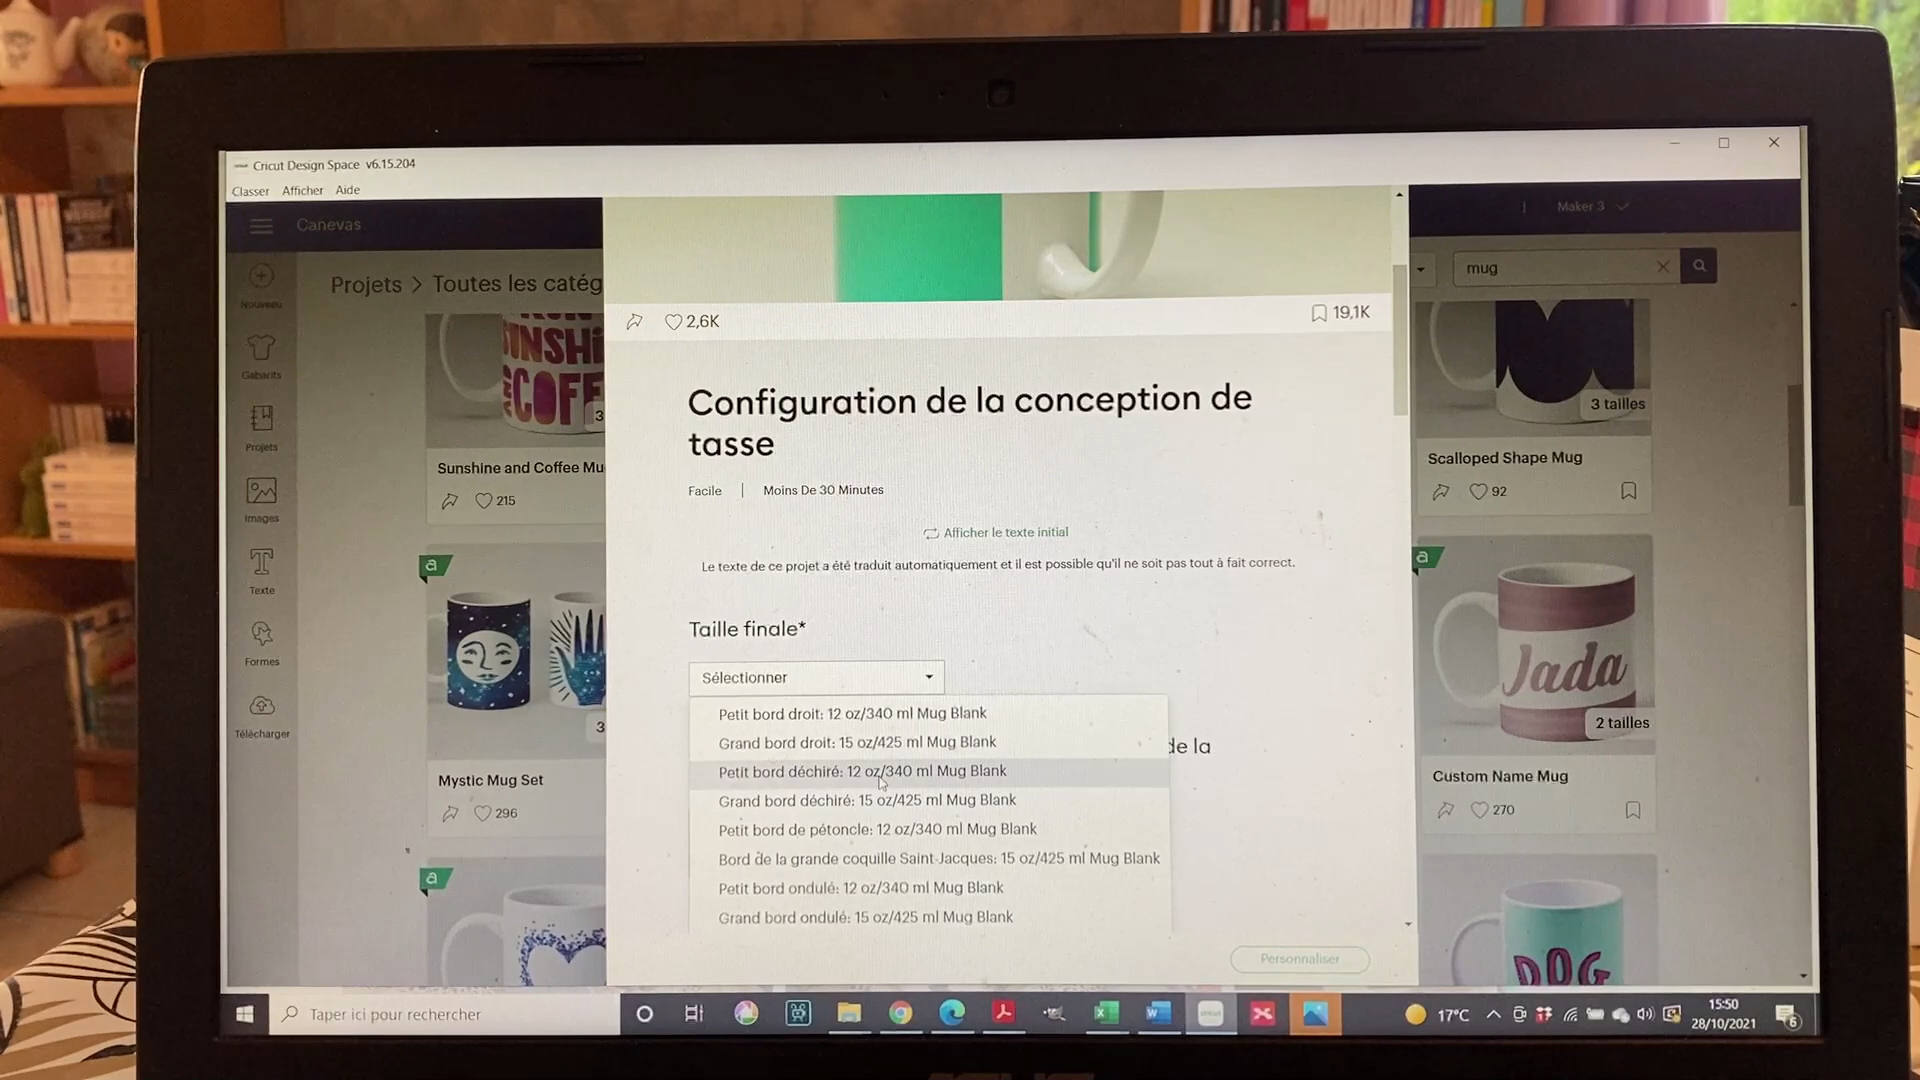 Cricut Design Space v6.15.204
Classer Afficher Aide
Canevas
Maker 3
Projets > Toutes les catég
mug
Nouveau
Gabarits
Projets
Images
Texte
Formes
Télécharger
SUNSHI
COFF
3
Sunshine and Coffee Mu
215
a
3
Mystic Mug Set
296
a
2,6K
19,1K
Configuration de la conception de
tasse
Facile | Moins De 30 Minutes
Afficher le texte initial
Le texte de ce projet a été traduit automatiquement et il est possible qu'il ne soit pas tout à fait correct.
Taille finale*
Sélectionner
Petit bord droit: 12 oz/340 ml Mug Blank
Grand bord droit: 15 oz/425 ml Mug Blank
de la
Petit bord déchiré: 12 oz/340 ml Mug Blank
Grand bord déchiré: 15 oz/425 ml Mug Blank
Petit bord de pétoncle: 12 oz/340 ml Mug Blank
Bord de la grande coquille Saint-Jacques: 15 oz/425 ml Mug Blank
Petit bord ondulé: 12 oz/340 ml Mug Blank
Grand bord ondulé: 15 oz/425 ml Mug Blank
Personnaliser
3 tailles
Scalloped Shape Mug
92
a
Jada
2 tailles
Custom Name Mug
270
DOG
Taper ici pour rechercher
cricut
17°C
15:50
28/10/2021
6